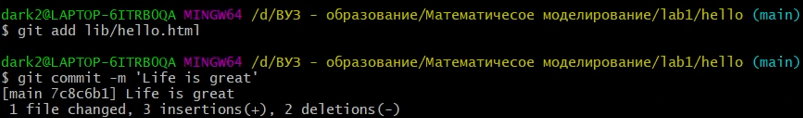 dark2@LAPTOP-6ITRB0QA MINGW64 /d/ВУЗ - образование/Математичесое моделирование/lab1/hello (main)
$ git add lib/hello.html
dark2@LAPTOP-6ITRB0QA MINGW64 /d/ВУЗ - образование/Математичесое моделирование/lab1/hello (main)
$ git commit -m 'Life is great'
[main 7c8c6b1] Life is great
1 file changed, 3 insertions(+), 2 deletions(-)